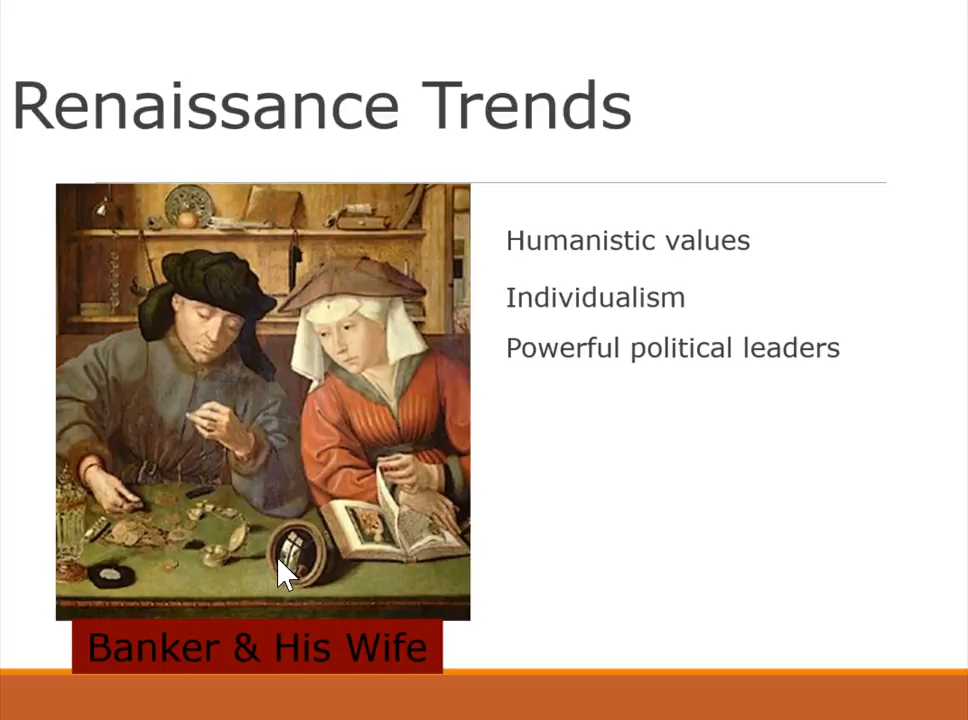 Renaissance Trends
Humanistic values
Individualism
Powerful political leaders
Banker & His Wife